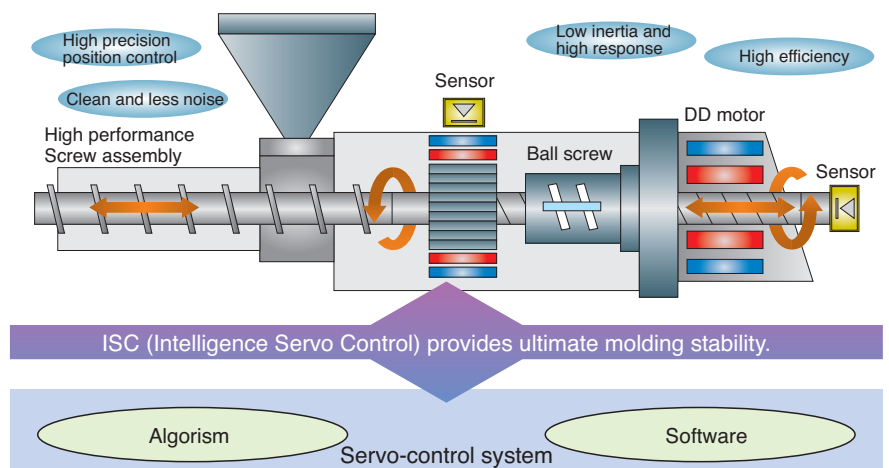 High precision
position control
Low inertia and
high response
High efficiency
Clean and less noise
Sensor
DD motor
High performance
Screw assembly
Ball screw
Sensor
ISC (Intelligence Servo Control) provides ultimate molding stability.
Algorism
Software
Servo-control system